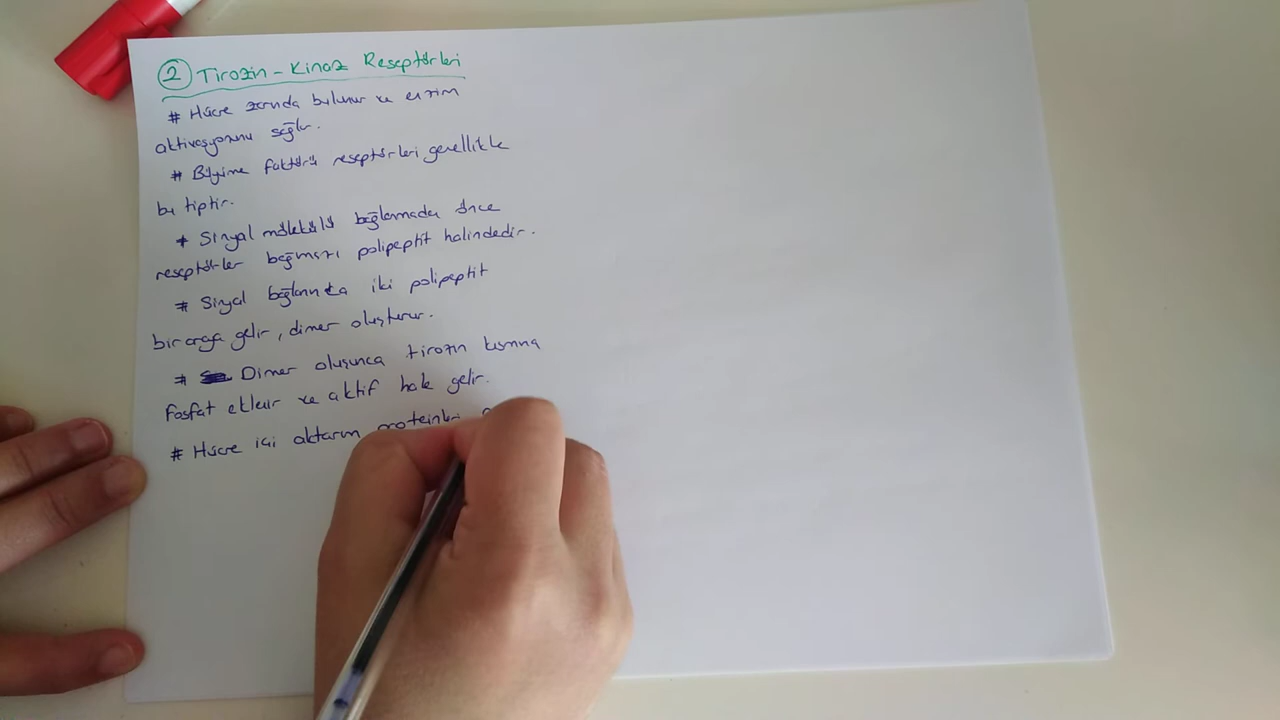 2 Tirozin - Kinaz Reseptörleri
# Hücre zarında bulunur ve enzim
aktivasyonunu sağlar.
# Büyüme faktörü reseptörleri genellikle
bu tiptir.
# Sinyal molekülü bağlanmadan önce
reseptörler bağımsız polipeptit halindedir.
# Sinyal bağlanınca iki polipeptit
bir araya gelir, dimer oluşturur.
# Dimer oluşunca tirozin kısmına
fosfat eklenir ve aktif hale gelir.
# Hücre içi aktarım proteinleri